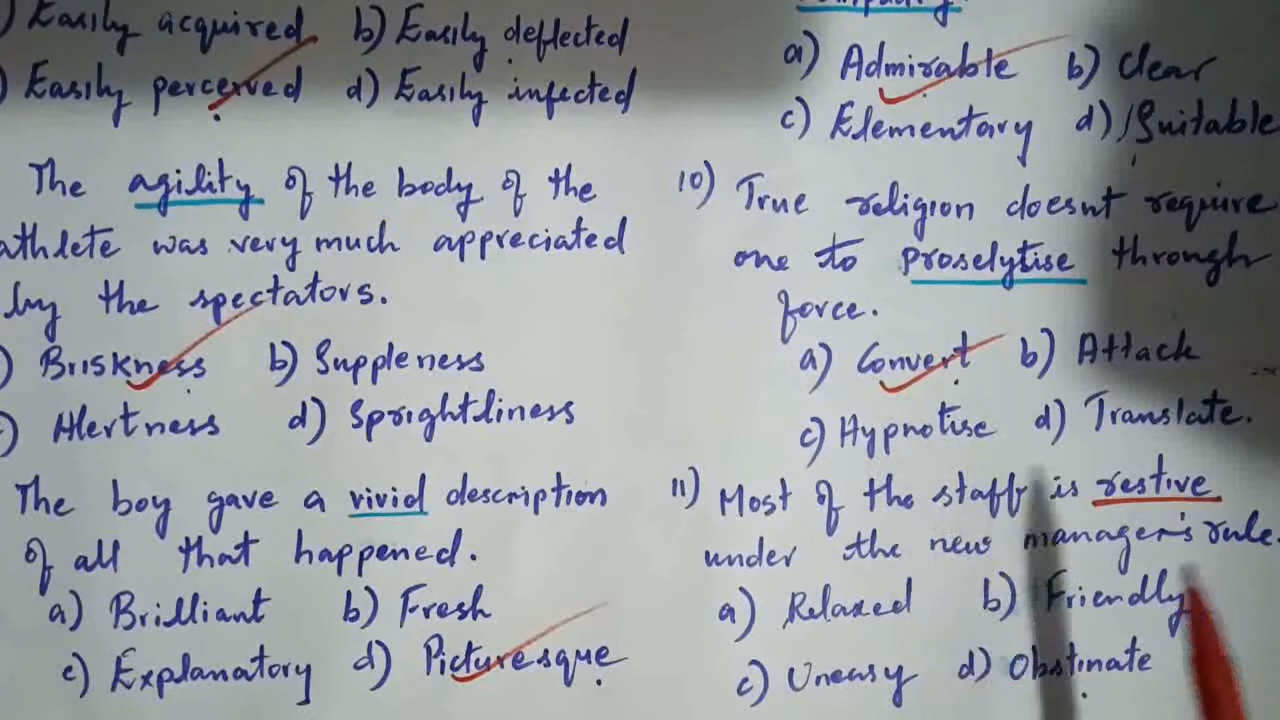 Easily acquired b) Easily deflected
Easily perceived d) Easily infected
The agility of the body of the
athlete was very much appreciated
by the spectators.
Briskness b) Suppleness
Alertness d) Sprightliness
The boy gave a vivid description
of all that happened.
a) Brilliant b) Fresh
c) Explanatory d) Picturesque
a) Admirable b) Clear
c) Elementary d) Suitable
10) True religion doesn't require
one to proselytise through
force.
a) Convert b) Attack
c) Hypnotise d) Translate.
11) Most of the staff is restive
under the new manager's rule.
a) Relaxed b) Friendly
c) Uneasy d) Obstinate